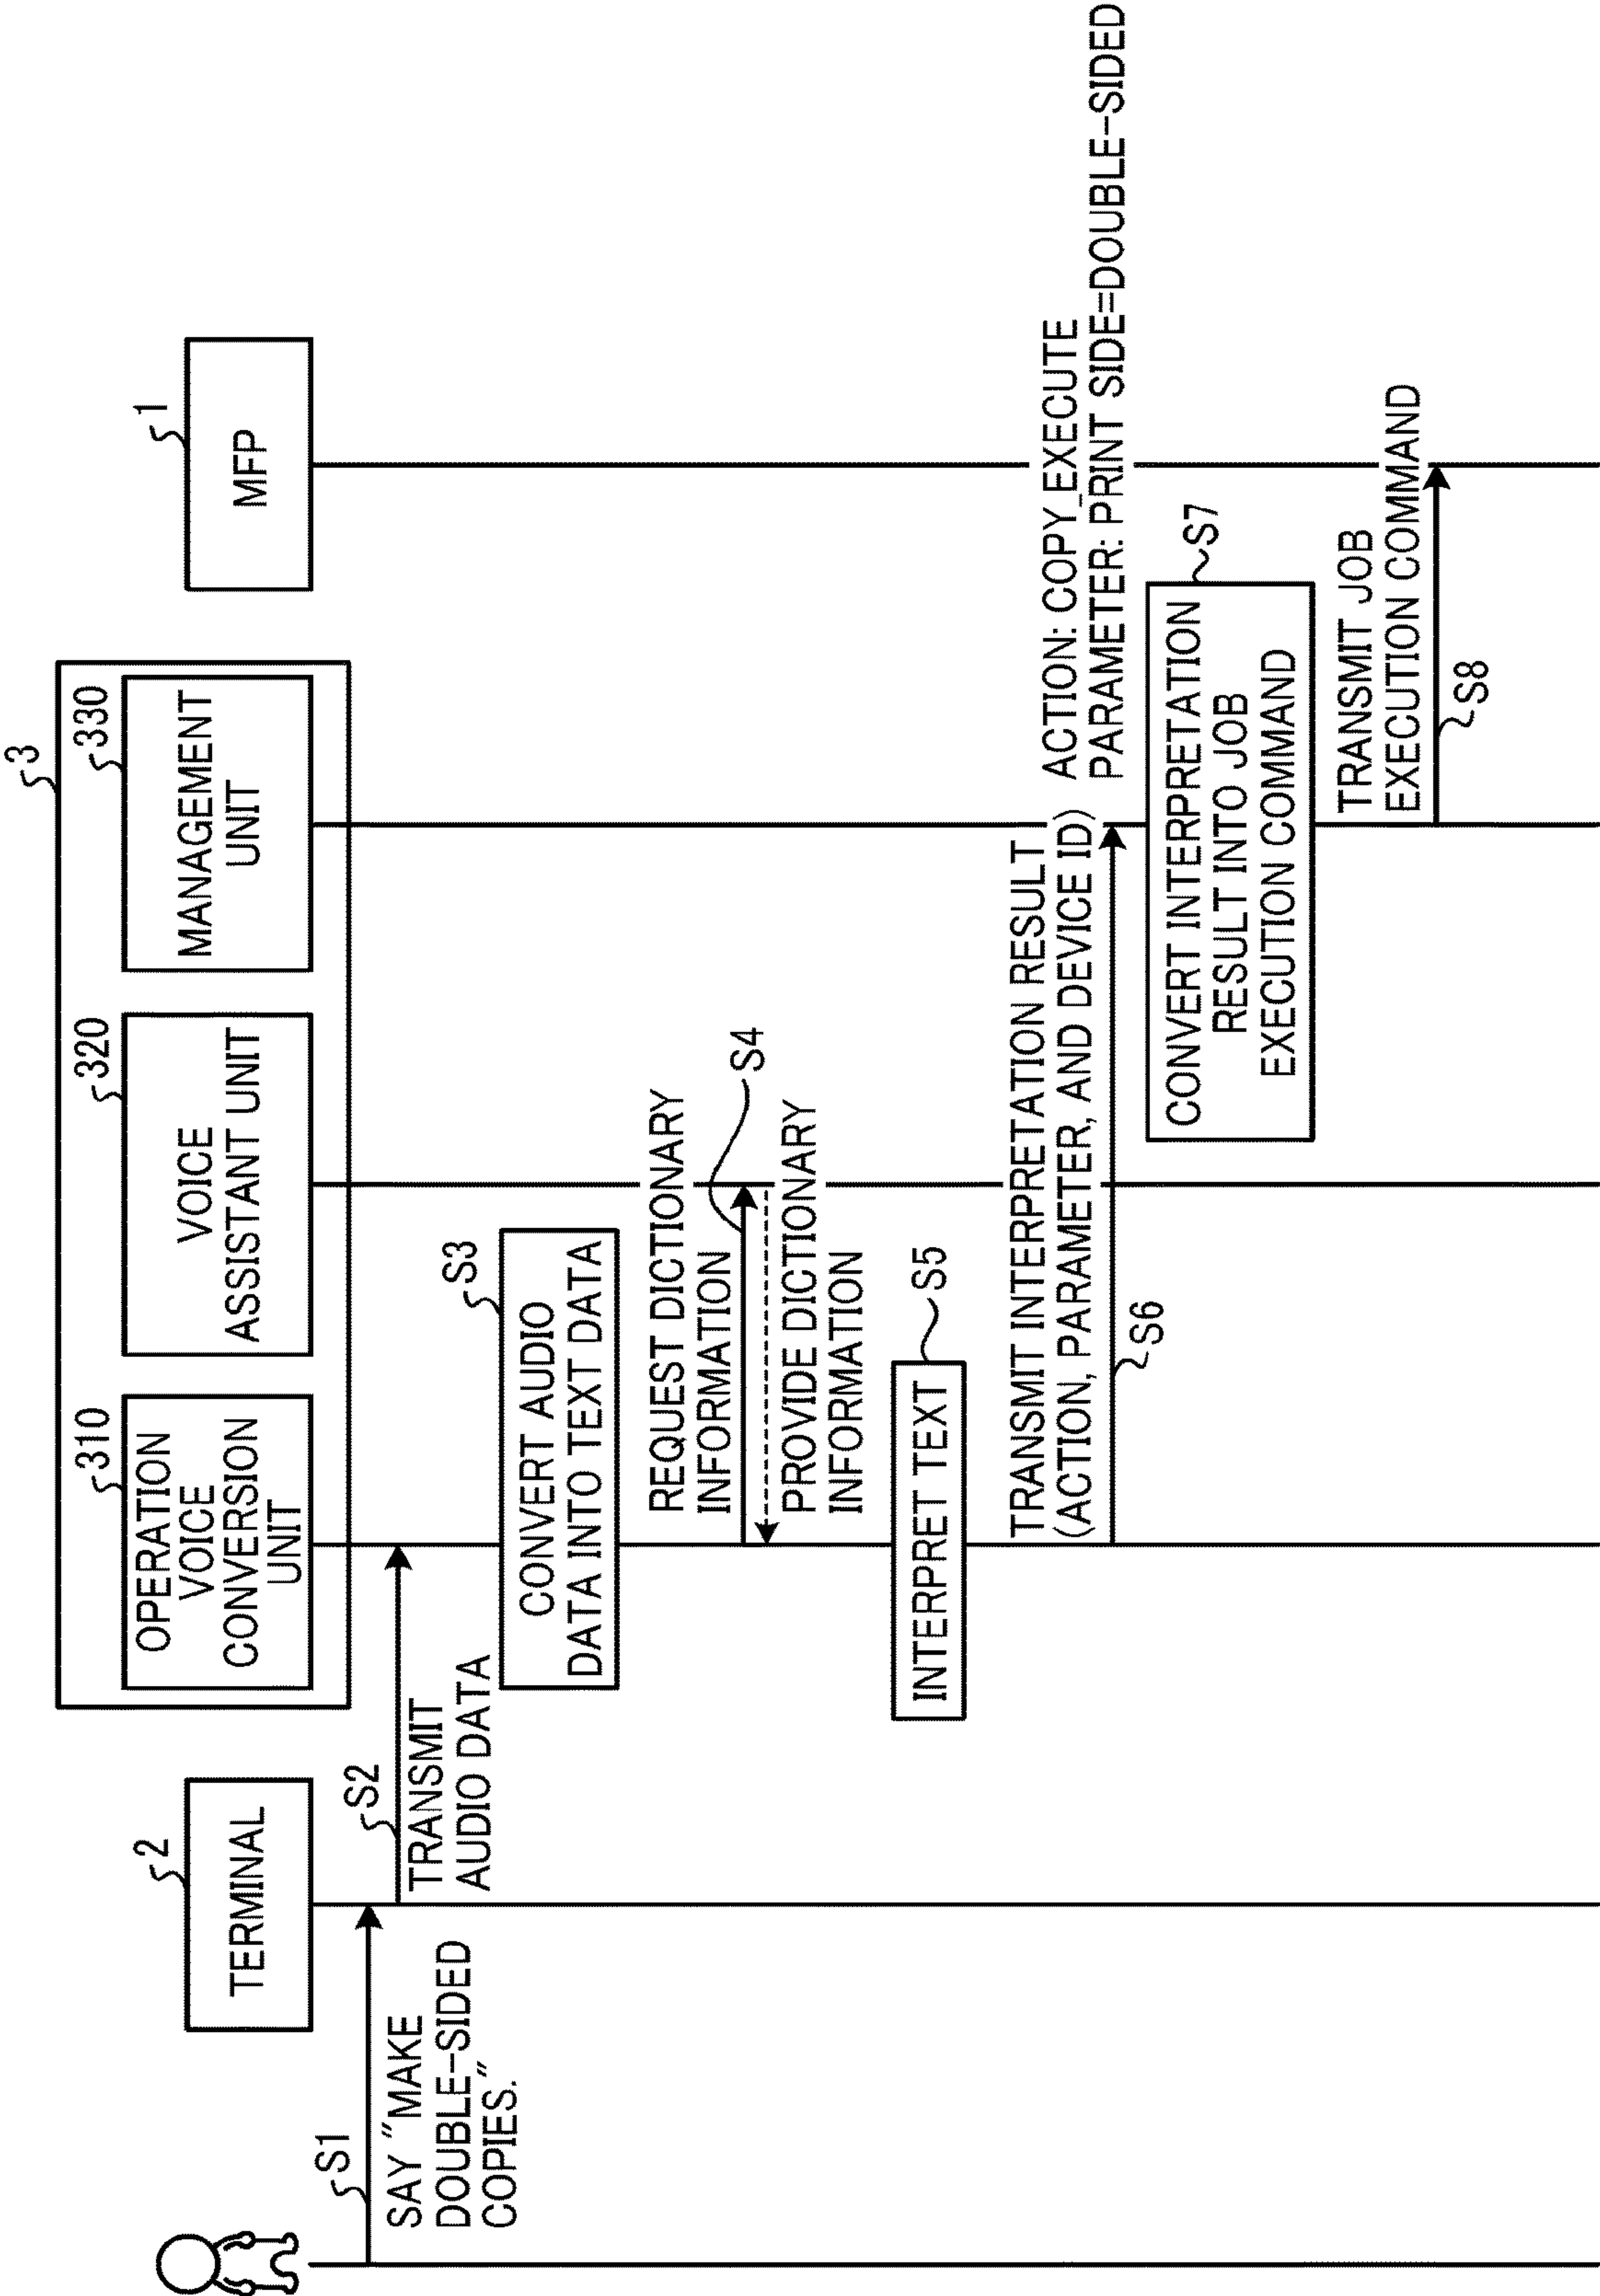 3
2
TERMINAL
310
OPERATION
VOICE
CONVERSION
UNIT
320
VOICE
ASSISTANT UNIT
330
MANAGEMENT
UNIT
1
MFP
S1
SAY "MAKE
DOUBLE-SIDED
COPIES."
S2
TRANSMIT
AUDIO DATA
S3
CONVERT AUDIO
DATA INTO TEXT DATA
REQUEST DICTIONARY
INFORMATION
S4
PROVIDE DICTIONARY
INFORMATION
S5
INTERPRET TEXT
TRANSMIT INTERPRETATION RESULT
(ACTION, PARAMETER, AND DEVICE ID)
S6
ACTION: COPY_EXECUTE
PARAMETER: PRINT SIDE=DOUBLE-SIDED
S7
CONVERT INTERPRETATION
RESULT INTO JOB
EXECUTION COMMAND
TRANSMIT JOB
EXECUTION COMMAND
S8